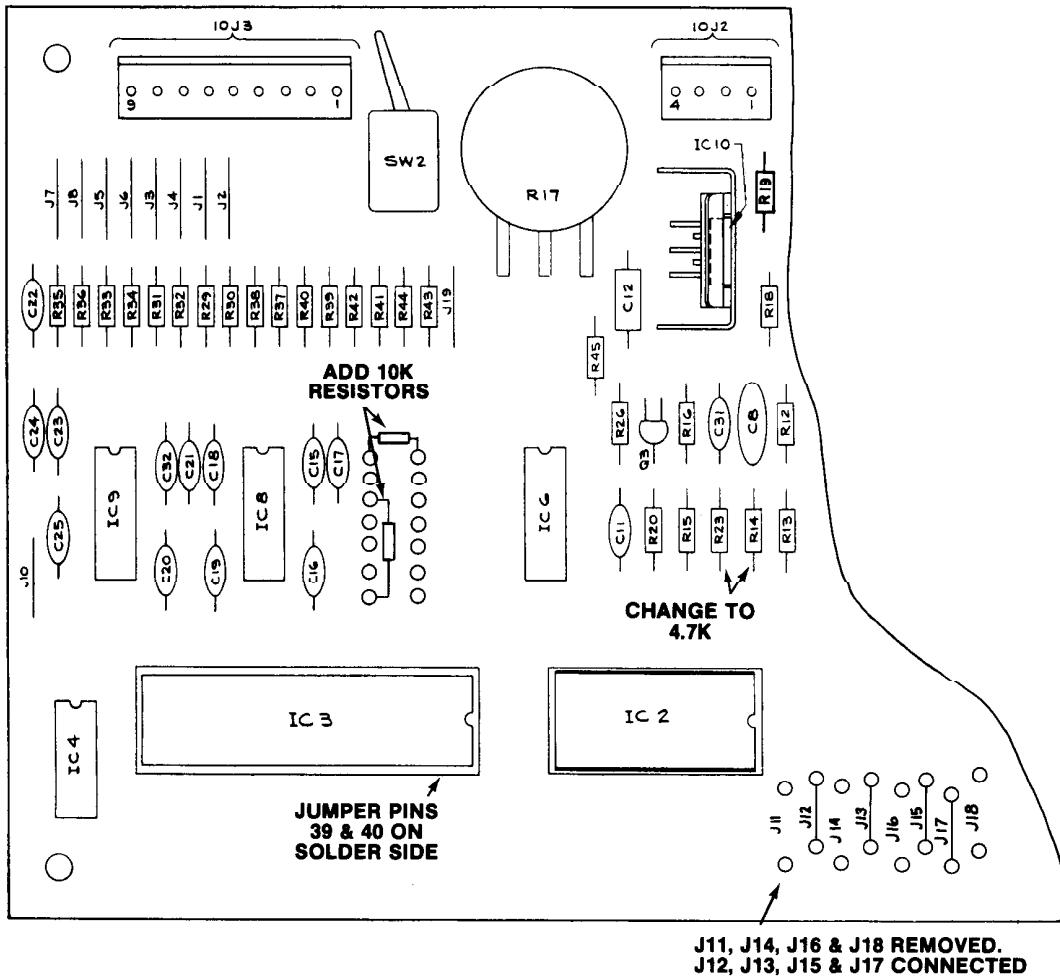 10J3
10J2
9
1
4
1
SW2
R17
IC10
R19
J7
J8
J5
J6
J3
J4
J1
J2
C22
R35
R36
R33
R34
R31
R32
R29
R30
R38
R37
R40
R39
R42
R41
R44
R43
J19
C12
R18
R45
ADD 10K
RESISTORS
C24
C23
C32
C21
C18
C15
C17
R26
Q3
R16
C31
C8
R12
IC9
IC8
IC6
C25
J10
C20
C19
C16
C11
R20
R15
R23
R14
R13
CHANGE TO
4.7K
IC4
IC 3
IC 2
JUMPER PINS
39 & 40 ON
SOLDER SIDE
J11
J12
J14
J13
J16
J15
J17
J18
J11, J14, J16 & J18 REMOVED.
J12, J13, J15 & J17 CONNECTED